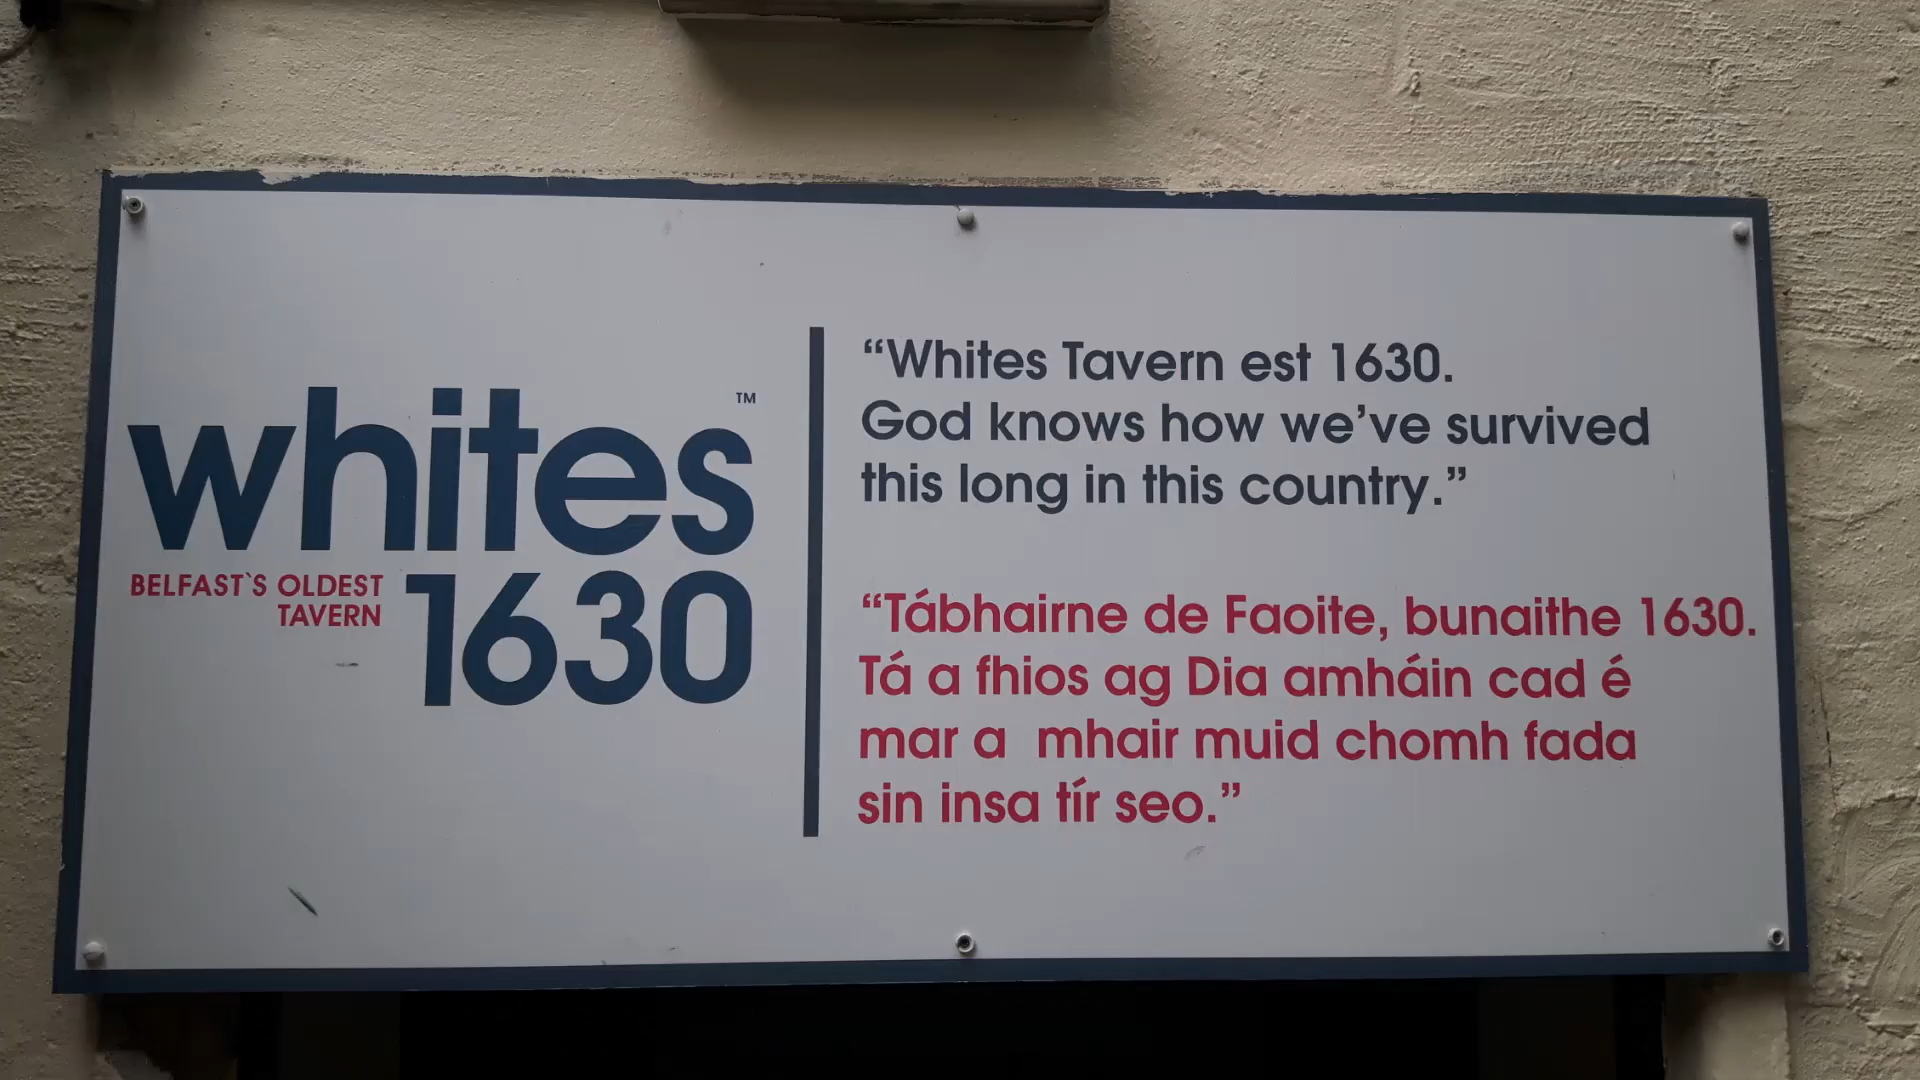 whites™
BELFAST`S OLDEST
TAVERN
1630
“Whites Tavern est 1630.
God knows how we’ve survived
this long in this country.”
“Tábhairne de Faoite, bunaithe 1630.
Tá a fhios ag Dia amháin cad é
mar a mhair muid chomh fada
sin insa tír seo.”